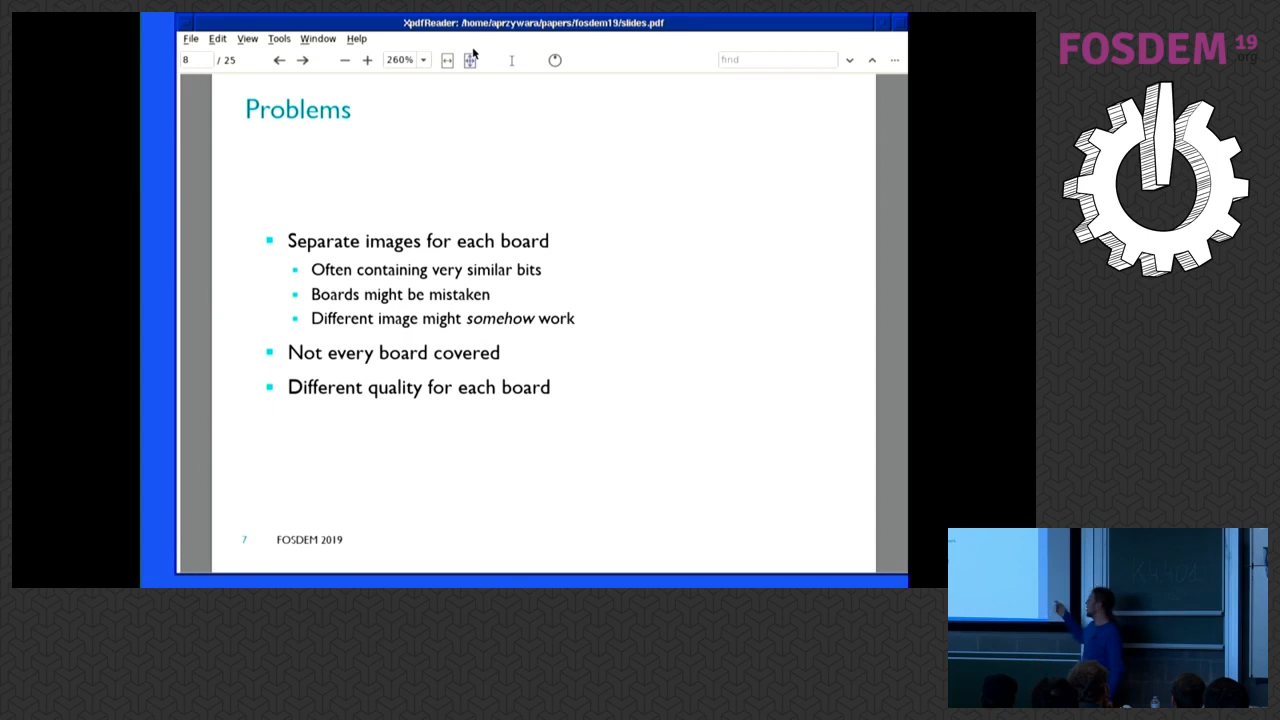 XpdfReader: /home/aprzywara/papers/fosdem19/slides.pdf
File Edit View Tools Window Help
8 / 25 260% find
FOSDEM 19
.org
Problems
Separate images for each board
Often containing very similar bits
Boards might be mistaken
Different image might somehow work
Not every board covered
Different quality for each board
7 FOSDEM 2019